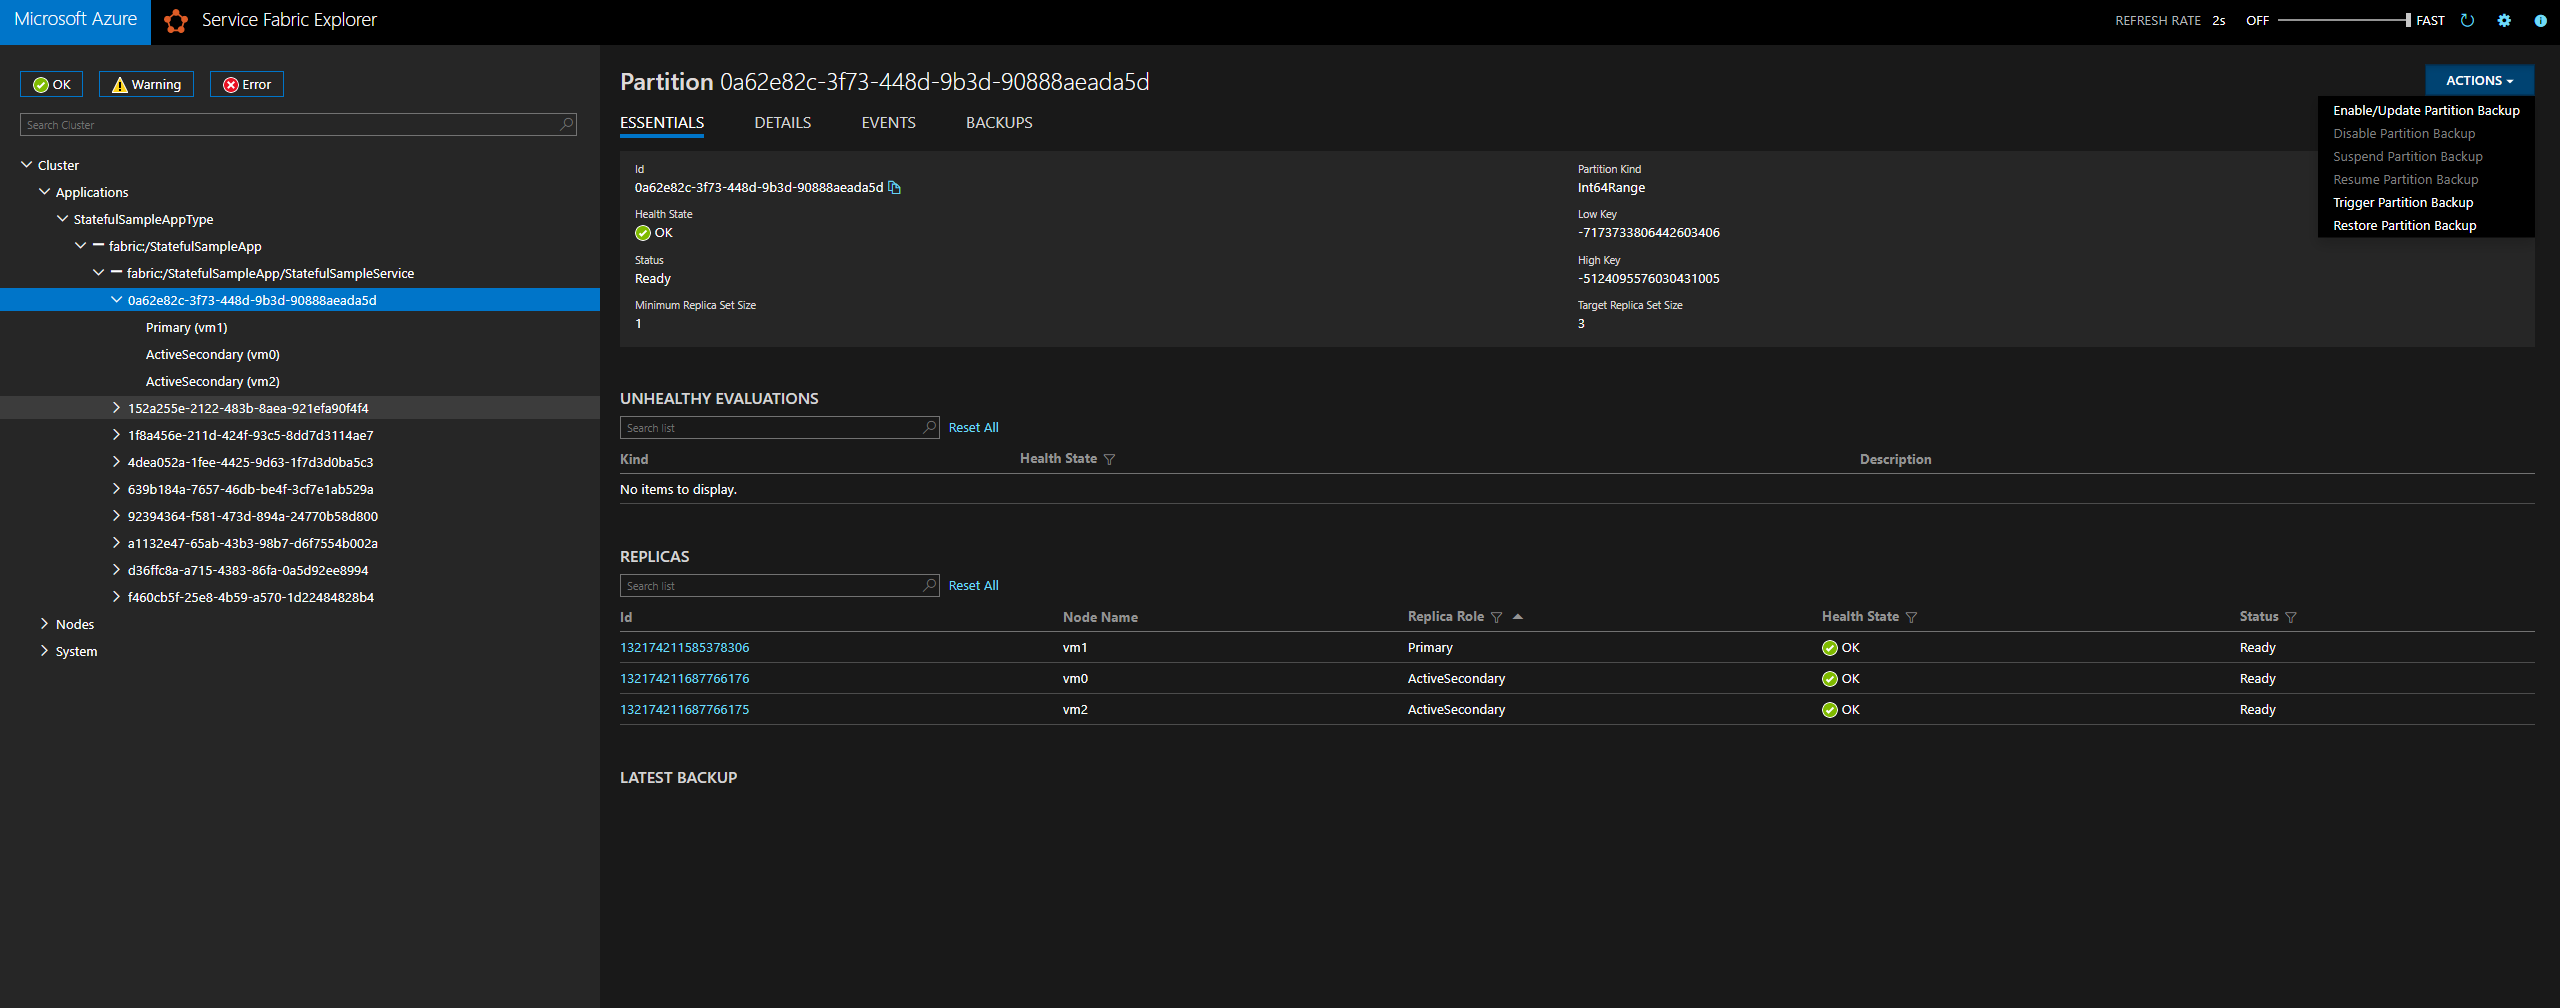 Microsoft Azure Service Fabric Explorer REFRESH RATE 2s OFF FAST
OK Warning Error
Search Cluster
Cluster
Applications
StatefulSampleAppType
fabric:/StatefulSampleApp
fabric:/StatefulSampleApp/StatefulSampleService
0a62e82c-3f73-448d-9b3d-90888aeada5d
Primary (vm1)
ActiveSecondary (vm0)
ActiveSecondary (vm2)
152a255e-2122-483b-8aea-921efa90f4f4
1f8a456e-211d-424f-93c5-8dd7d3114ae7
4dea052a-1fee-4425-9d63-1f7d3d0ba5c3
639b184a-7657-46db-be4f-3cf7e1ab529a
92394364-f581-473d-894a-24770b58d800
a1132e47-65ab-43b3-98b7-d6f7554b002a
d36ffc8a-a715-4383-86fa-0a5d92ee8994
f460cb5f-25e8-4b59-a570-1d22484828b4
Nodes
System
Partition 0a62e82c-3f73-448d-9b3d-90888aeada5d
ACTIONS
Enable/Update Partition Backup
Disable Partition Backup
Suspend Partition Backup
Resume Partition Backup
Trigger Partition Backup
Restore Partition Backup
ESSENTIALS DETAILS EVENTS BACKUPS
Id
0a62e82c-3f73-448d-9b3d-90888aeada5d
Health State
OK
Status
Ready
Minimum Replica Set Size
1
Partition Kind
Int64Range
Low Key
-7173733806442603406
High Key
-5124095576030431005
Target Replica Set Size
3
UNHEALTHY EVALUATIONS
Search list Reset All
Kind Health State Description
No items to display.
REPLICAS
Search list Reset All
Id Node Name Replica Role Health State Status
132174211585378306 vm1 Primary OK Ready
132174211687766176 vm0 ActiveSecondary OK Ready
132174211687766175 vm2 ActiveSecondary OK Ready
LATEST BACKUP